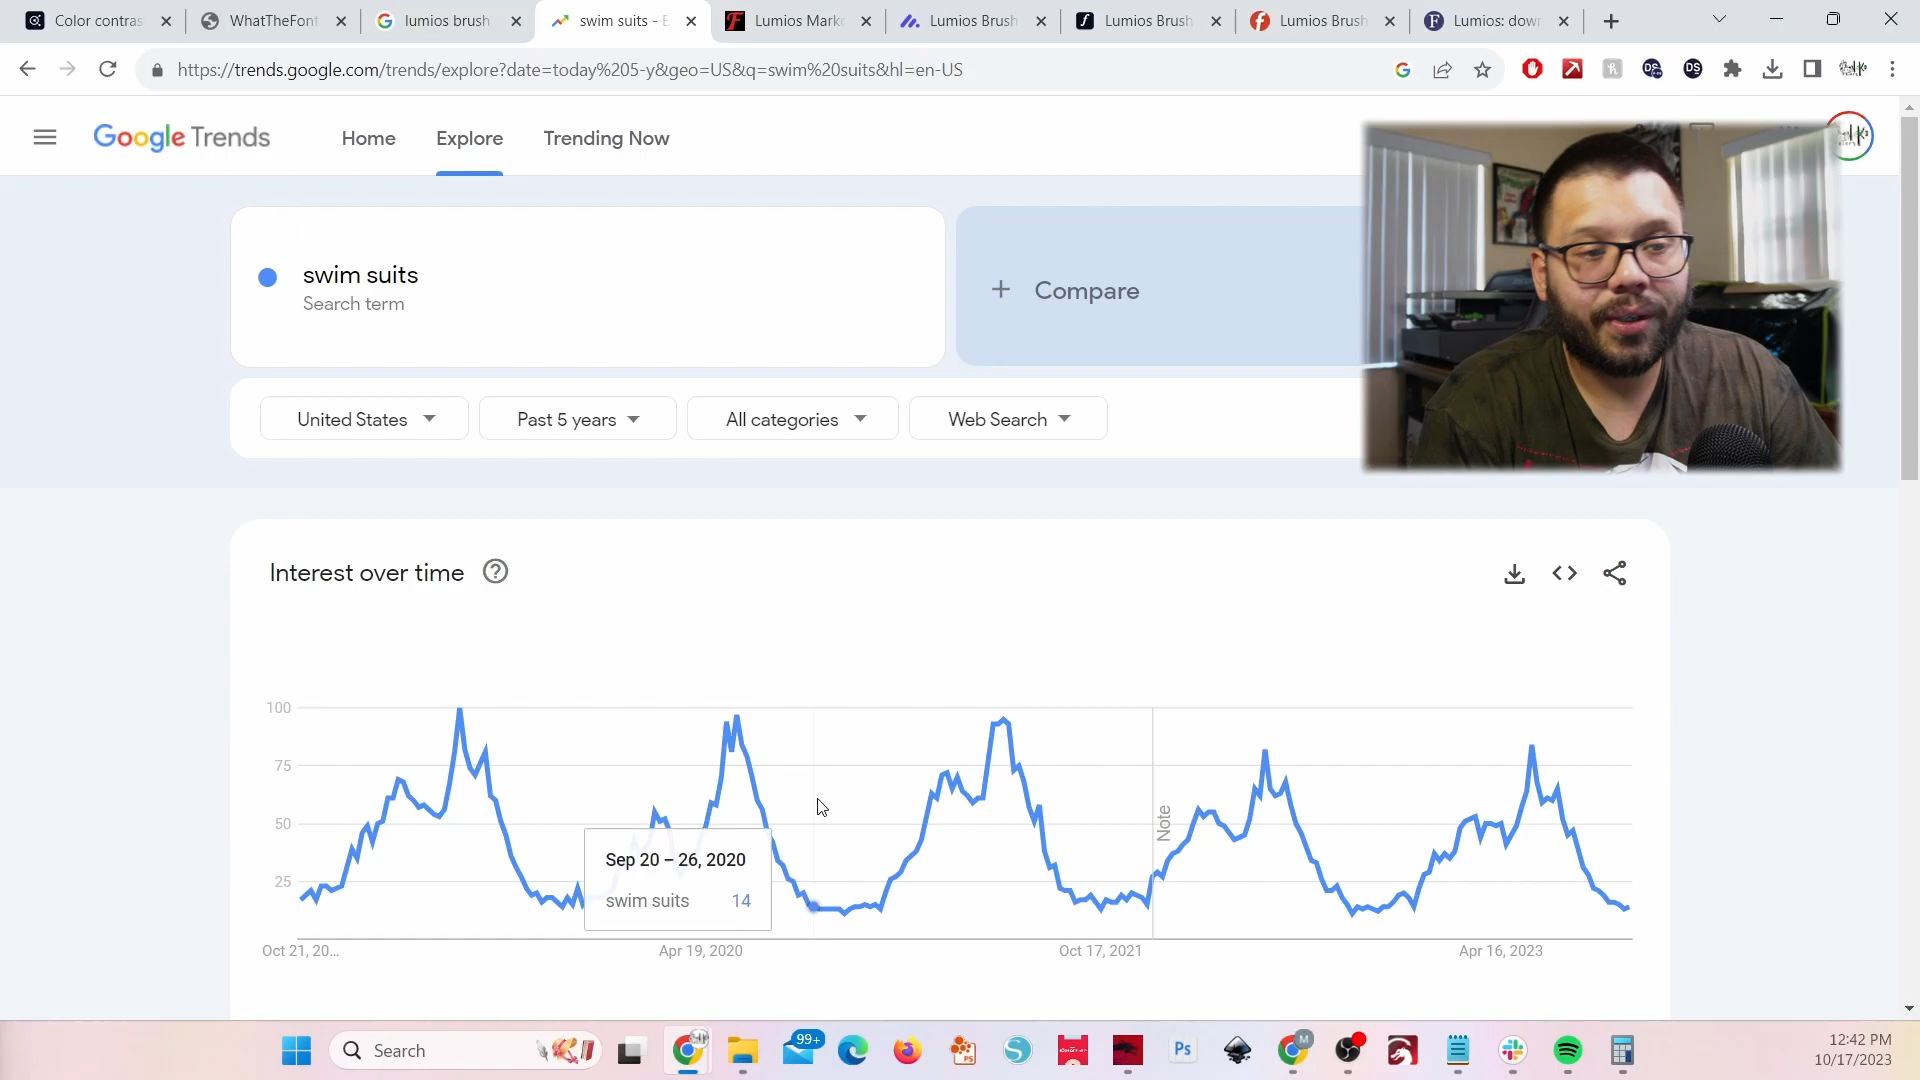 Color contras
WhatTheFont
lumios brush
swim suits - E
Lumios Marke
Lumios Brush
Lumios Brush
Lumios Brush
Lumios: dow
https://trends.google.com/trends/explore?date=today%205-y&geo=US&q=swim%20suits&hl=en-US
Google Trends
Home
Explore
Trending Now
swim suits
Search term
+ Compare
United States
Past 5 years
All categories
Web Search
Interest over time
100
75
50
25
Note
Sep 20 – 26, 2020
swim suits 14
Oct 21, 20...
Apr 19, 2020
Oct 17, 2021
Apr 16, 2023
Search
99+
Ps
M
12:42 PM
10/17/2023